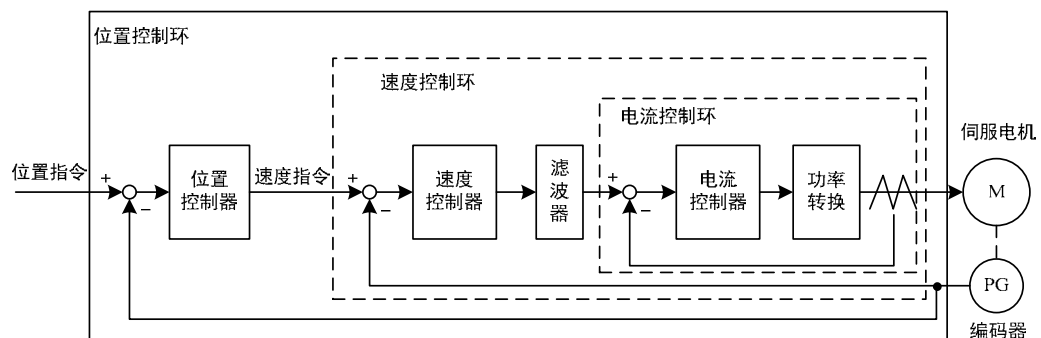 位置控制环
速度控制环
电流控制环
伺服电机
位置指令
+
−
位置
控制器
速度指令
+
−
速度
控制器
滤
波
器
+
−
电流
控制器
功率
转换
M
PG
编码器